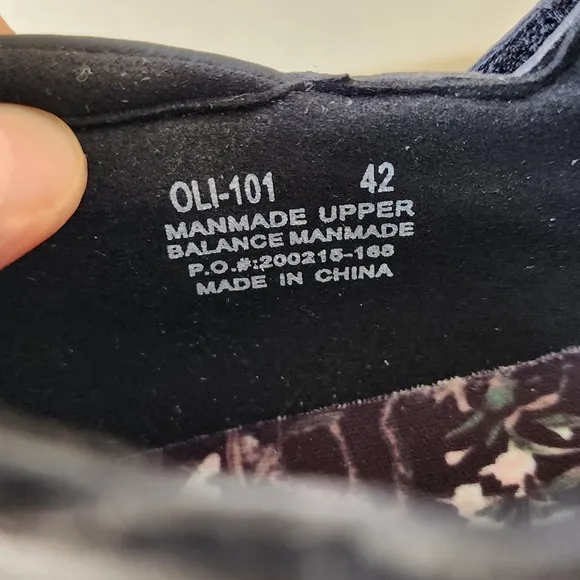 OLI-101 42
MANMADE UPPER
BALANCE MANMADE
P.O.#:200215-168
MADE IN CHINA